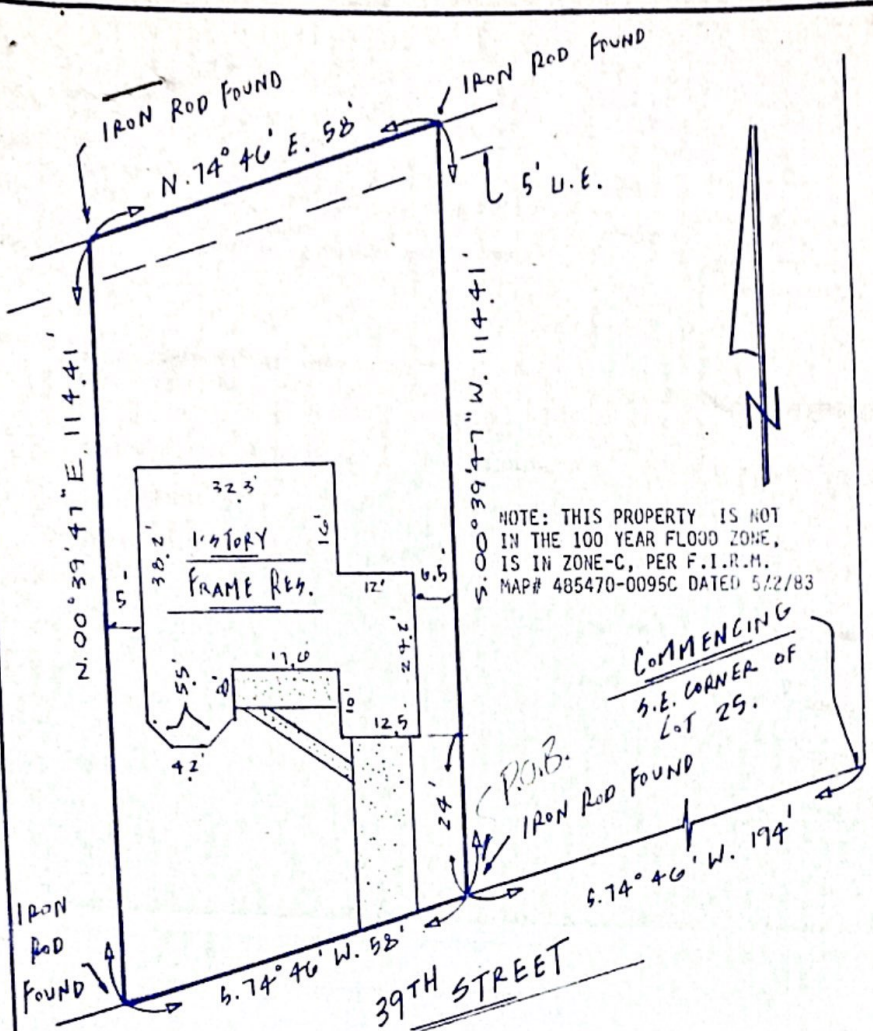 IRON ROD FOUND
IRON ROD FOUND
N. 74° 46' E. 58'
5' U.E.
N. 00° 39' 47" E. 114.41'
S. 00° 39' 47" W. 114.41'
N
32.3'
38.2'
1-STORY
FRAME RES.
16'
12'
6.5'
5'
24.2'
NOTE: THIS PROPERTY IS NOT
IN THE 100 YEAR FLOOD ZONE,
IS IN ZONE-C, PER F.I.R.M.
MAP# 485470-0095C DATED 5/2/83
COMMENCING
S.E. CORNER OF
LOT 25.
17.6'
8'
5.5'
10'
12.5'
4.2'
24'
P.O.B.
IRON ROD FOUND
S. 74° 46' W. 194'
IRON
ROD
FOUND
S. 74° 46' W. 58'
39TH STREET